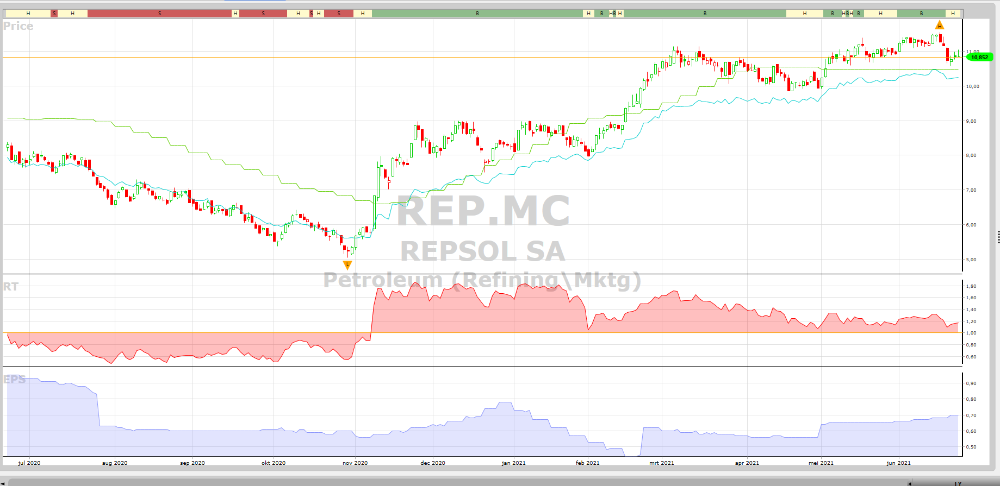 H S H S H S H S H S H B H B H B H B H B H B H B H B H
Price
H
11,00
10,852
10,00
9,00
8,00
7,00
REP.MC
6,00
REPSOL SA
5,00
L
Petroleum (Refining\Mktg)
RT
1,80
1,60
1,40
1,20
1,00
0,80
0,60
EPS
0,90
0,80
0,70
0,60
0,50
jul 2020 aug 2020 sep 2020 okt 2020 nov 2020 dec 2020 jan 2021 feb 2021 mrt 2021 apr 2021 mei 2021 jun 2021
1 Y